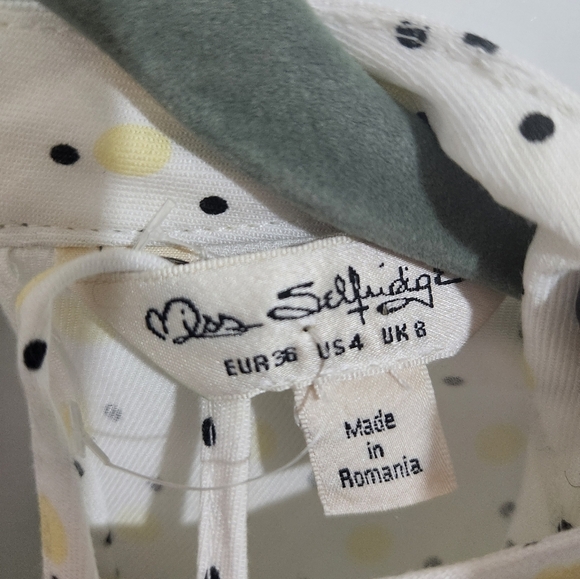 Miss Selfridge
EUR 36 US 4 UK 8
Made
in
Romania